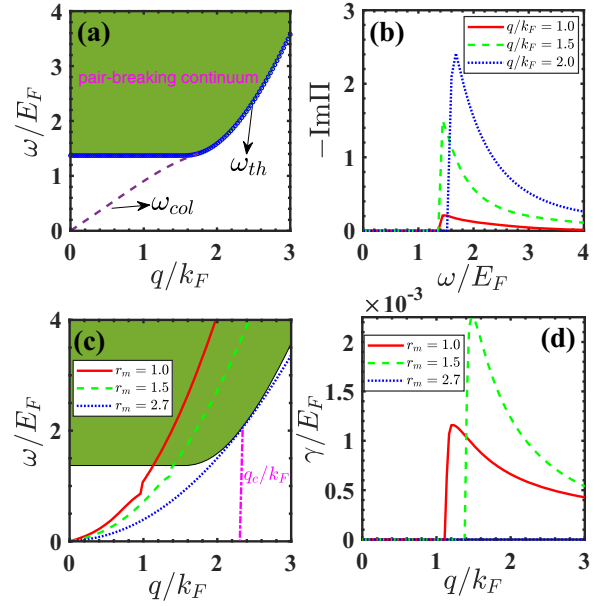 (a)
pair-breaking continuum
ω_th
ω_col
ω/E_F
4
3
2
1
0
0 1 2 3
q/k_F
(b)
q/k_F = 1.0
q/k_F = 1.5
q/k_F = 2.0
−ImΠ
3
2
1
0
0 1 2 3 4
ω/E_F
(c)
r_m = 1.0
r_m = 1.5
r_m = 2.7
q_c/k_F
ω/E_F
4
3
2
1
0
0 1 2 3
q/k_F
×10⁻³
(d)
r_m = 1.0
r_m = 1.5
r_m = 2.7
γ/E_F
2
1.5
1
0.5
0
0 1 2 3
q/k_F